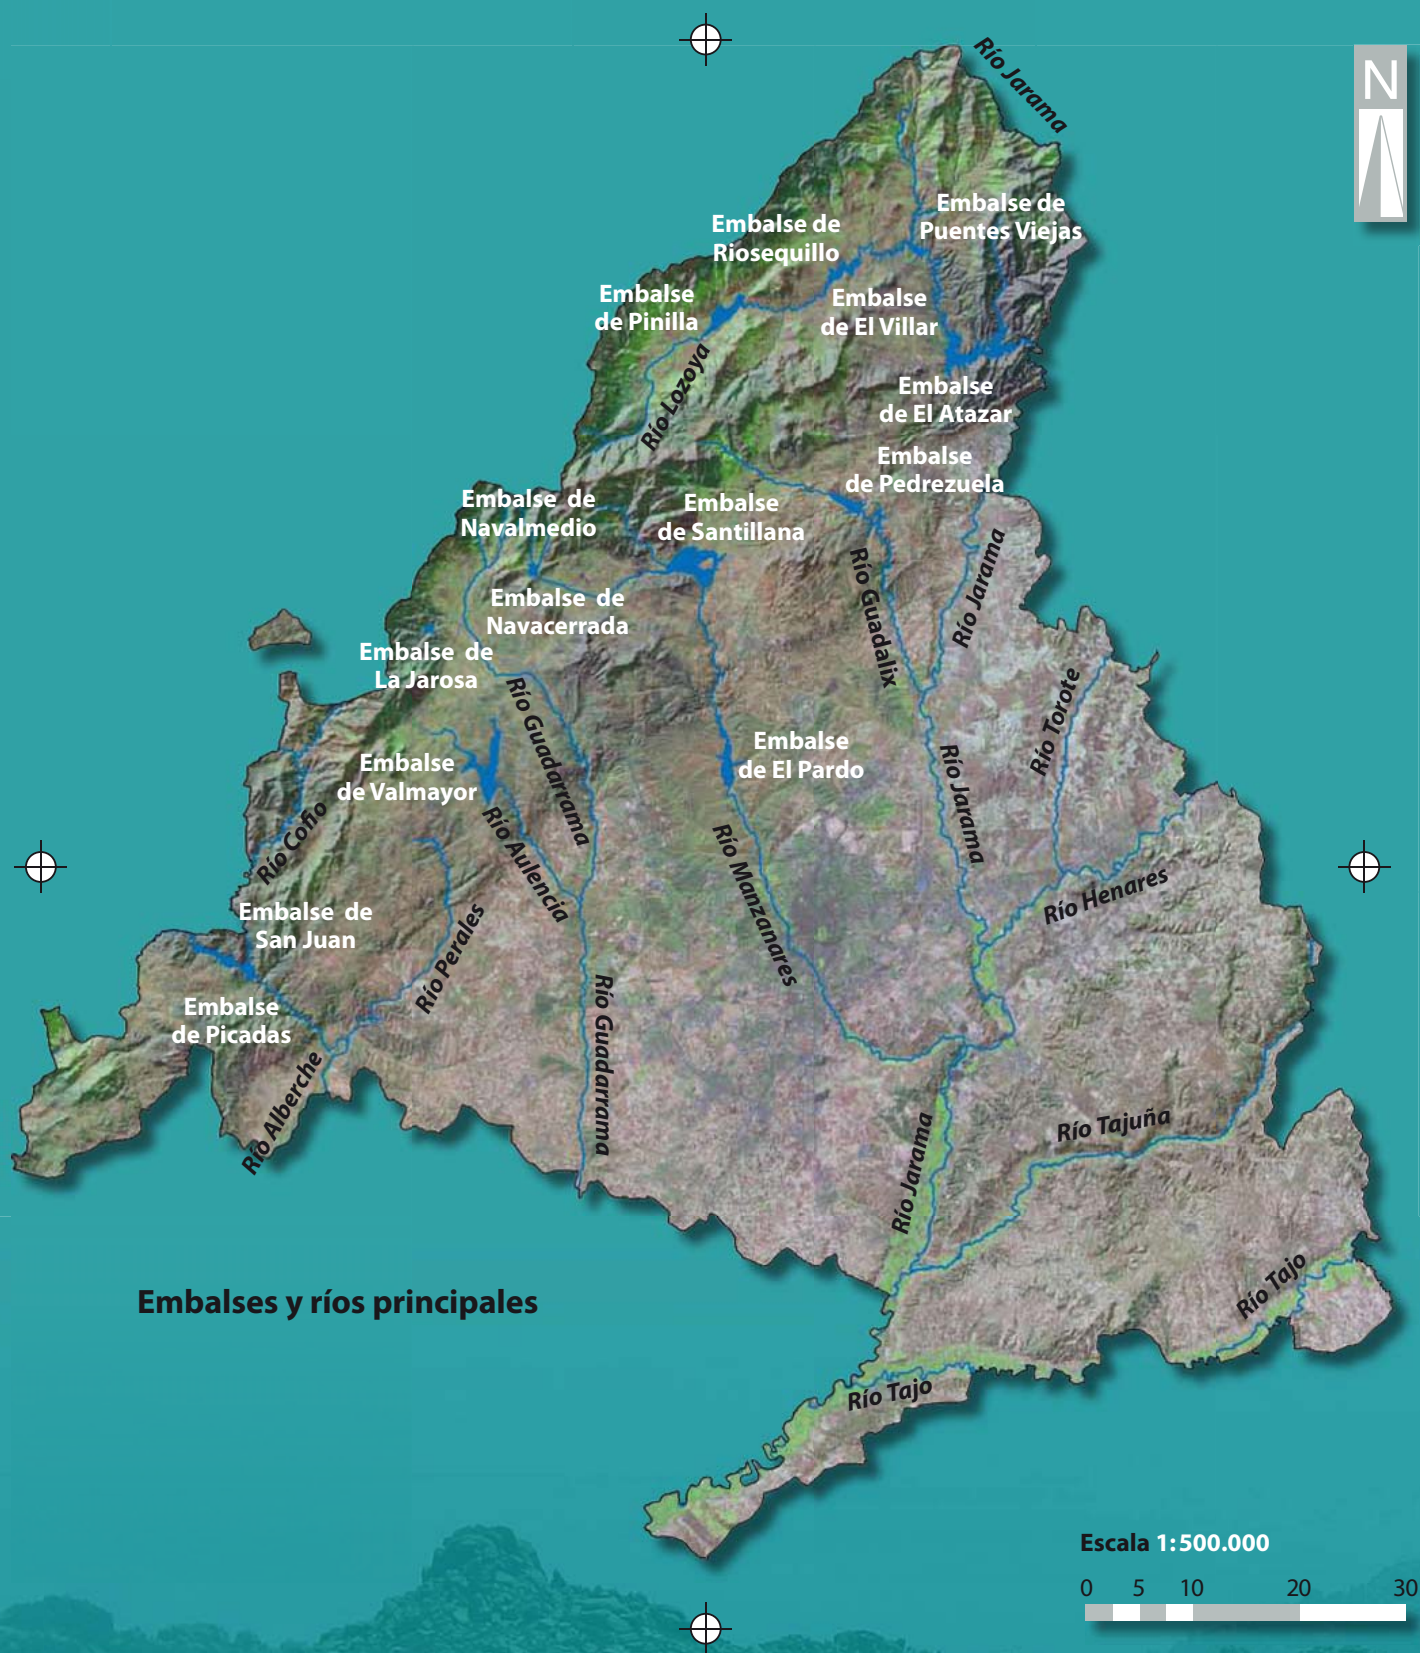 Río Jarama
N
Embalse de
Puentes Viejas
Embalse de
Riosequillo
Embalse
de Pinilla
Embalse
de El Villar
Río Lozoya
Embalse
de El Atazar
Embalse
de Pedrezuela
Embalse de
Navalmedio
Embalse
de Santillana
Río Guadalix
Río Jarama
Embalse de
Navacerrada
Embalse de
La Jarosa
Río Guadarrama
Río Torote
Embalse
de El Pardo
Embalse
de Valmayor
Río Jarama
Río Cofio
Río Aulencia
Río Manzanares
Río Henares
Embalse de
San Juan
Río Perales
Embalse
de Picadas
Río Guadarrama
Río Alberche
Río Jarama
Río Tajuña
Río Tajo
Embalses y ríos principales
Río Tajo
Escala 1:500.000
0 5 10 20 30